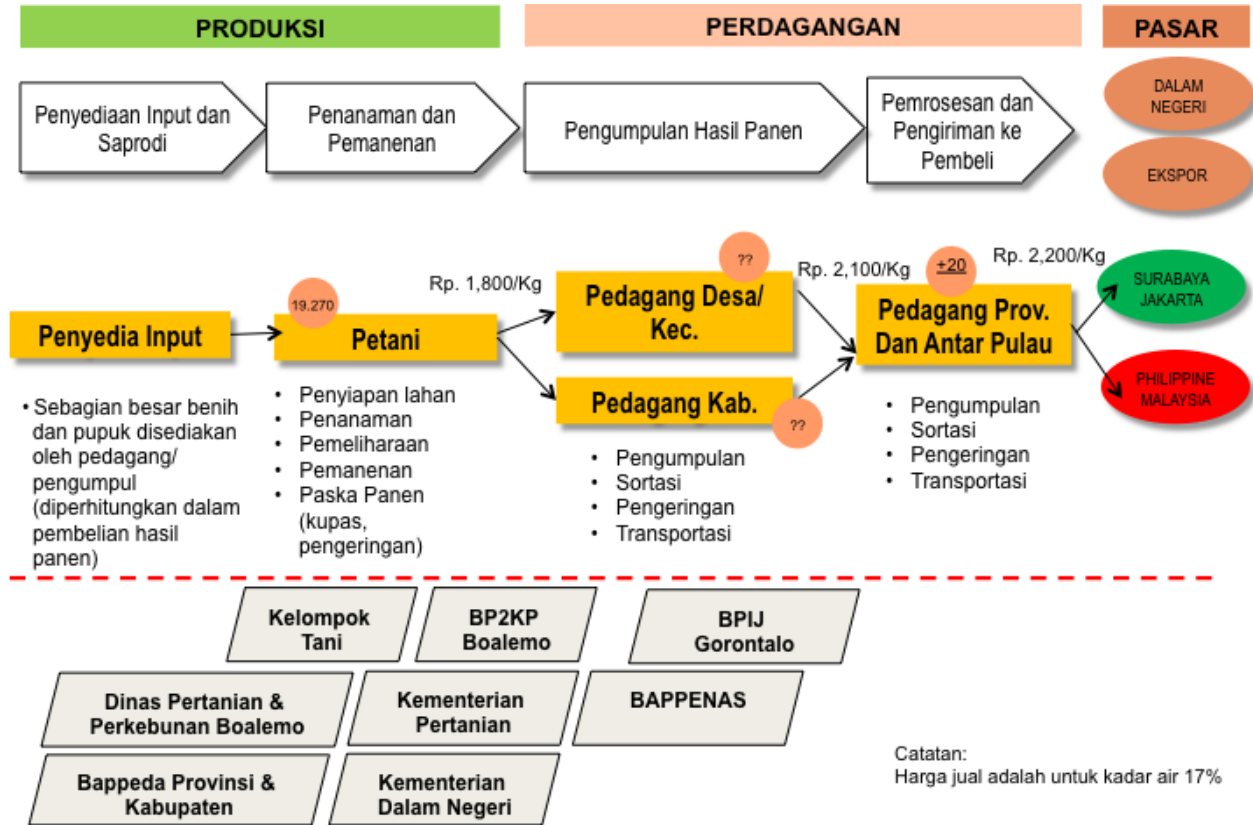 PRODUKSI
PERDAGANGAN
PASAR
Penyediaan Input dan
Saprodi
Penanaman dan
Pemanenan
Pengumpulan Hasil Panen
Pemrosesan dan
Pengiriman ke
Pembeli
DALAM
NEGERI
EKSPOR
Penyedia Input
19.270
Petani
Rp. 1,800/Kg
??
Pedagang Desa/
Kec.
Pedagang Kab.
??
Rp. 2,100/Kg
+20
Pedagang Prov.
Dan Antar Pulau
Rp. 2,200/Kg
SURABAYA
JAKARTA
PHILIPPINE
MALAYSIA
• Sebagian besar benih
dan pupuk disediakan
oleh pedagang/
pengumpul
(diperhitungkan dalam
pembelian hasil
panen)
• Penyiapan lahan
• Penanaman
• Pemeliharaan
• Pemanenan
• Paska Panen
(kupas,
pengeringan)
• Pengumpulan
• Sortasi
• Pengeringan
• Transportasi
• Pengumpulan
• Sortasi
• Pengeringan
• Transportasi
Kelompok
Tani
BP2KP
Boalemo
BPIJ
Gorontalo
Dinas Pertanian &
Perkebunan Boalemo
Kementerian
Pertanian
BAPPENAS
Bappeda Provinsi &
Kabupaten
Kementerian
Dalam Negeri
Catatan:
Harga jual adalah untuk kadar air 17%